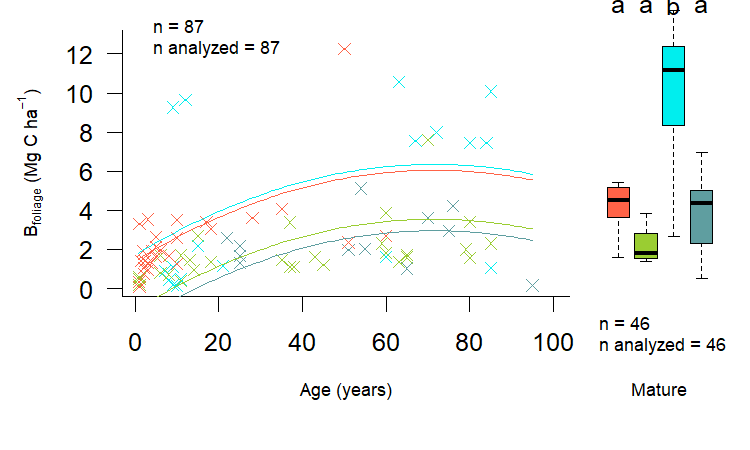 a a b a
n = 87
n analyzed = 87
12
10
8
6
4
2
0
B foliage (Mg C ha⁻¹)
0 20 40 60 80 100
Age (years)
n = 46
n analyzed = 46
Mature